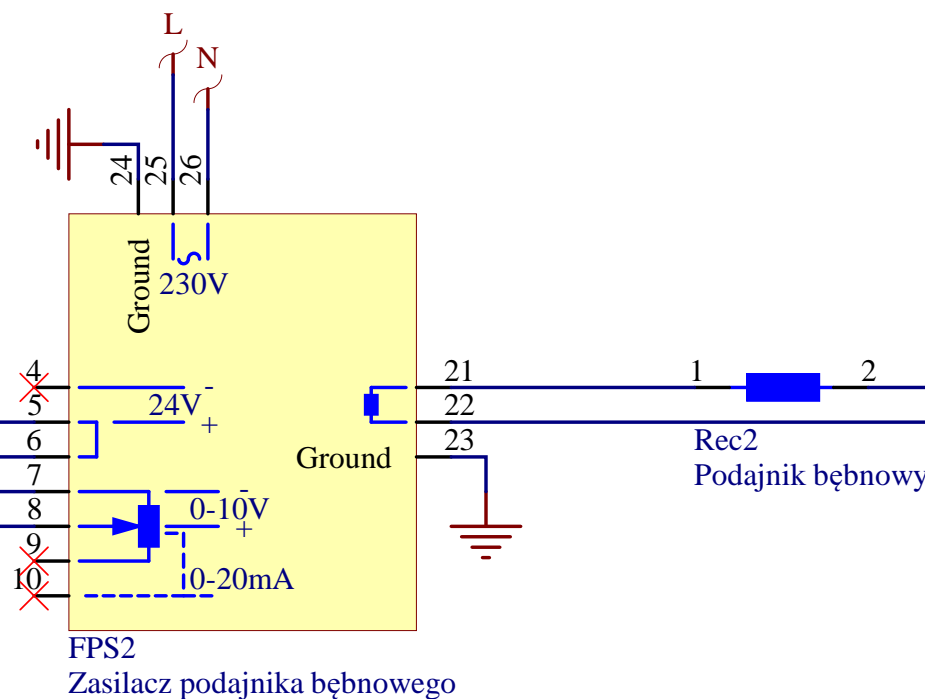 L
N
24
25
26
Ground
230V
4
-
21
1
2
5
24V
+
22
6
Ground
23
Rec2
Podajnik bębnowy
7
-
0-10V
8
+
9
10
0-20mA
FPS2
Zasilacz podajnika bębnowego